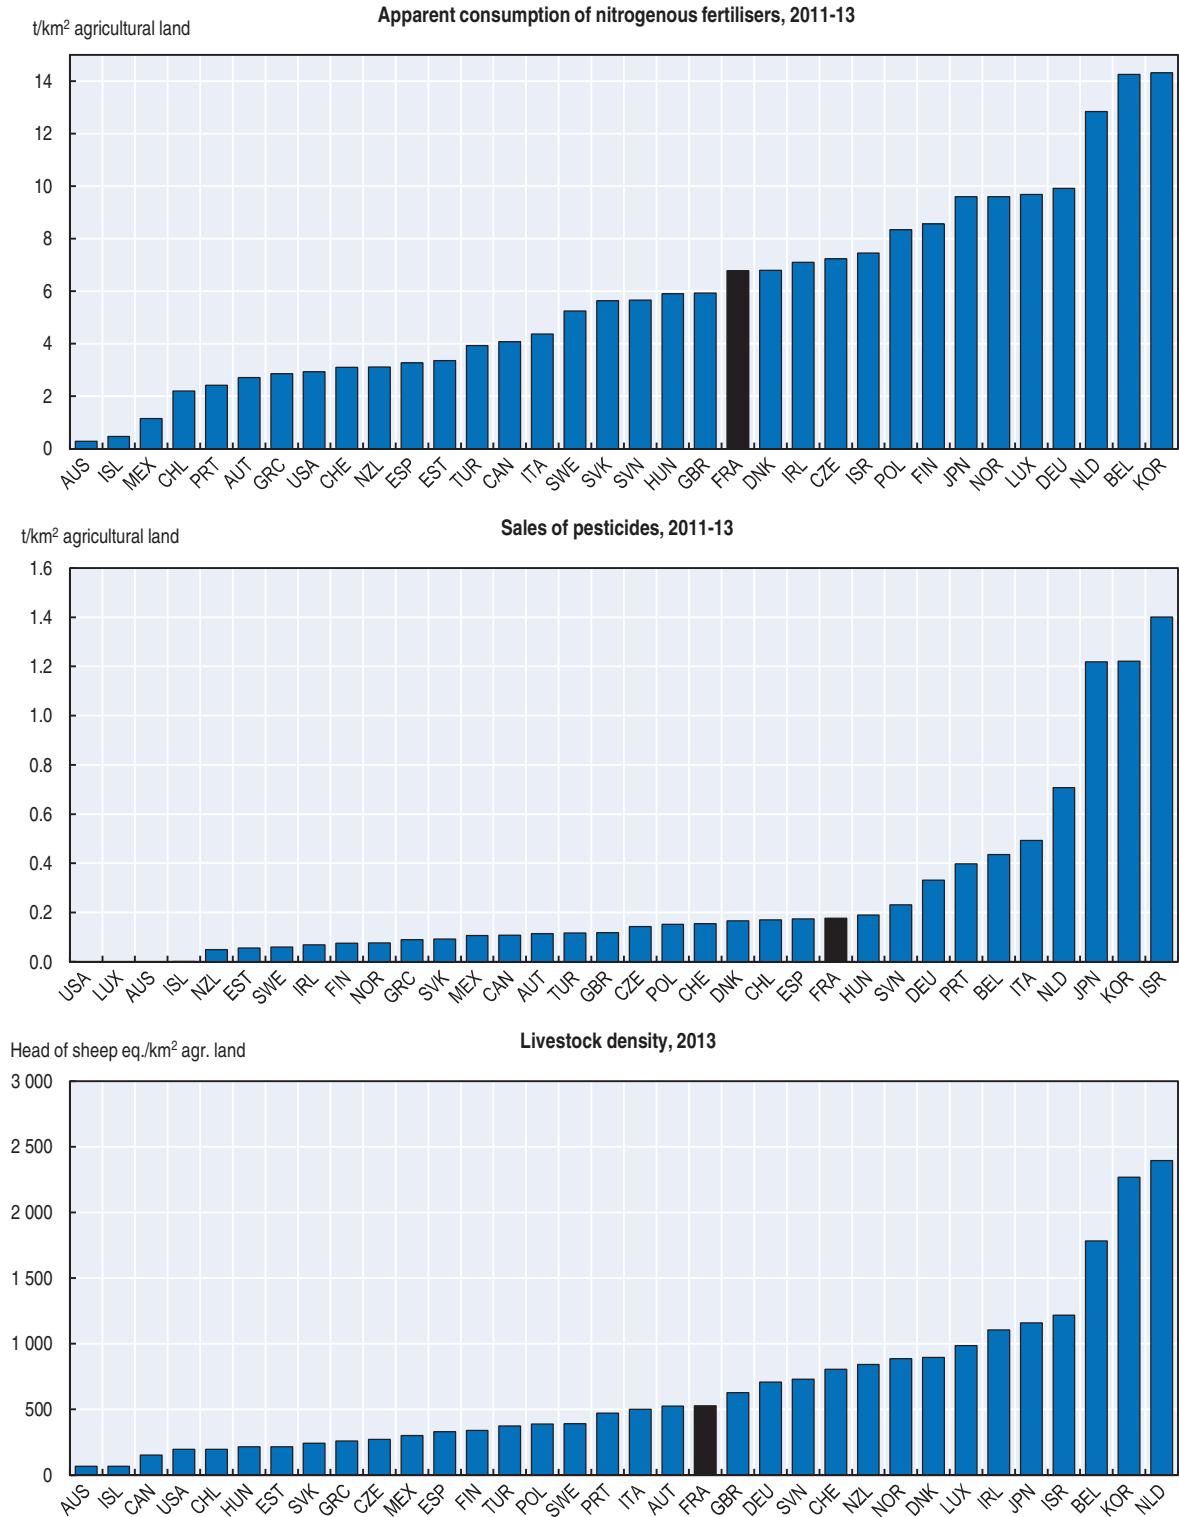 Apparent consumption of nitrogenous fertilisers, 2011-13
t/km² agricultural land
14
12
10
8
6
4
2
0
AUS ISL MEX CHL PRT AUT GRC USA CHE NZL ESP EST TUR CAN ITA SWE SVK SVN HUN GBR FRA DNK IRL CZE ISR POL FIN JPN NOR LUX DEU NLD BEL KOR
Sales of pesticides, 2011-13
t/km² agricultural land
1.6
1.4
1.2
1.0
0.8
0.6
0.4
0.2
0.0
USA LUX AUS ISL NZL EST SWE IRL FIN NOR GRC SVK MEX CAN AUT TUR GBR CZE POL CHE DNK CHL ESP FRA HUN SVN DEU PRT BEL ITA NLD JPN KOR ISR
Livestock density, 2013
Head of sheep eq./km² agr. land
3 000
2 500
2 000
1 500
1 000
500
0
AUS ISL CAN USA CHL HUN EST SVK GRC CZE MEX ESP FIN TUR POL SWE PRT ITA AUT FRA GBR DEU SVN CHE NZL NOR DNK LUX IRL JPN ISR BEL KOR NLD